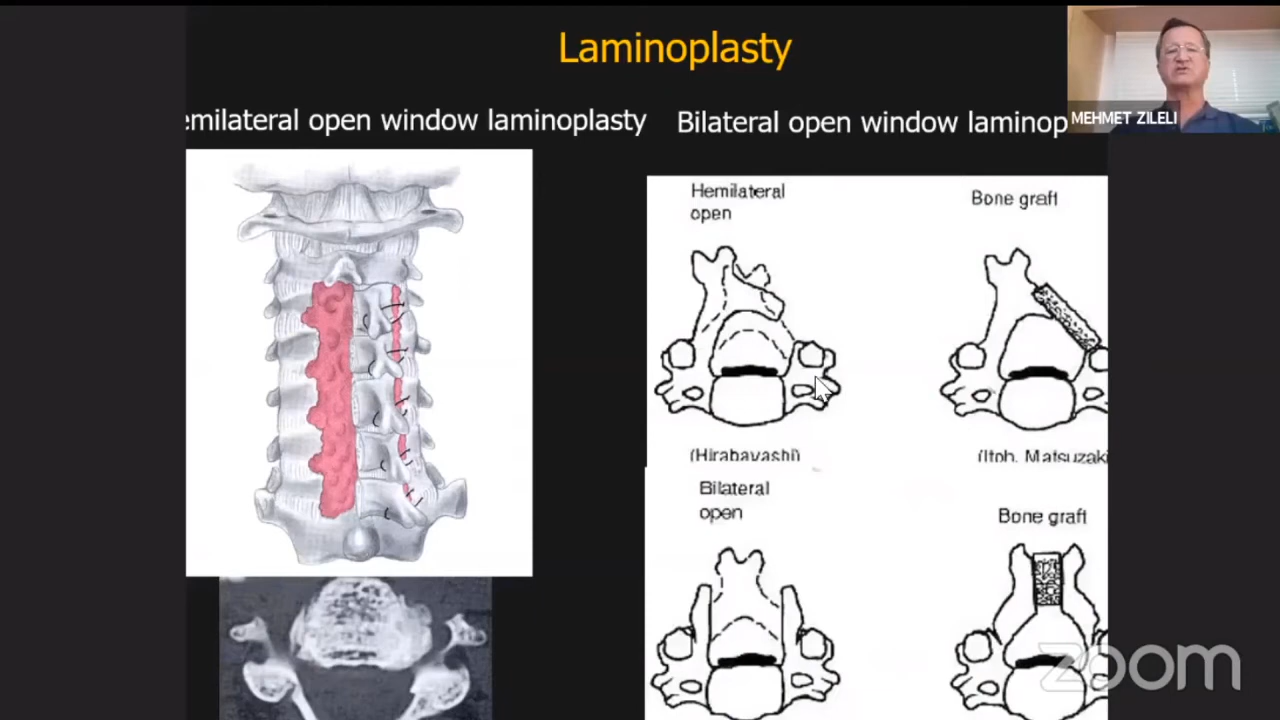 Laminoplasty
emilateral open window laminoplasty
Bilateral open window laminop
MEHMET ZILELI
Hemilateral
open
Bone graft
(Hirabayashi)
(Itoh, Matsuzaki
Bilateral
open
Bone graft
zoom